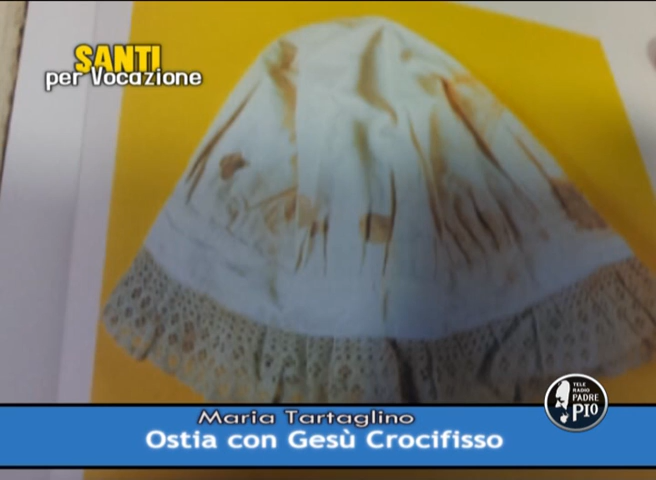 SANTI
per Vocazione
TELE
RADIO
PADRE
PIO
Maria Tartaglino
Ostia con Gesù Crocifisso